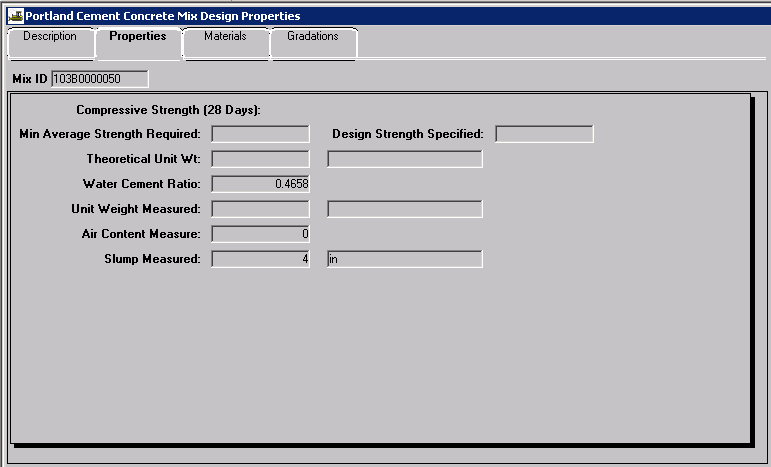 Portland Cement Concrete Mix Design Properties
Description Properties Materials Gradations
Mix ID 103B0000050
Compressive Strength (28 Days):
Min Average Strength Required: Design Strength Specified:
Theoretical Unit Wt:
Water Cement Ratio: 0.4658
Unit Weight Measured:
Air Content Measure: 0
Slump Measured: 4 in